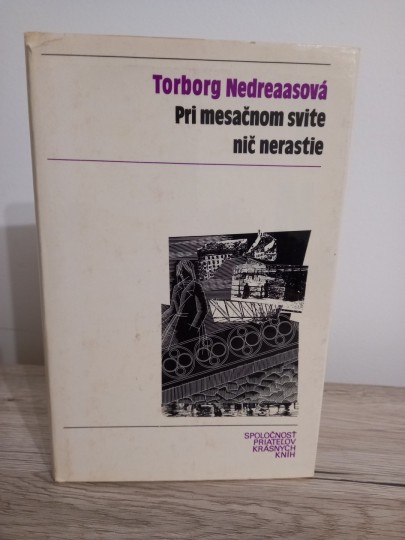 Torborg Nedreaasová
Pri mesačnom svite
nič nerastie
SPOLOČNOSŤ
PRIATEĽOV
KRÁSNYCH
KNÍH